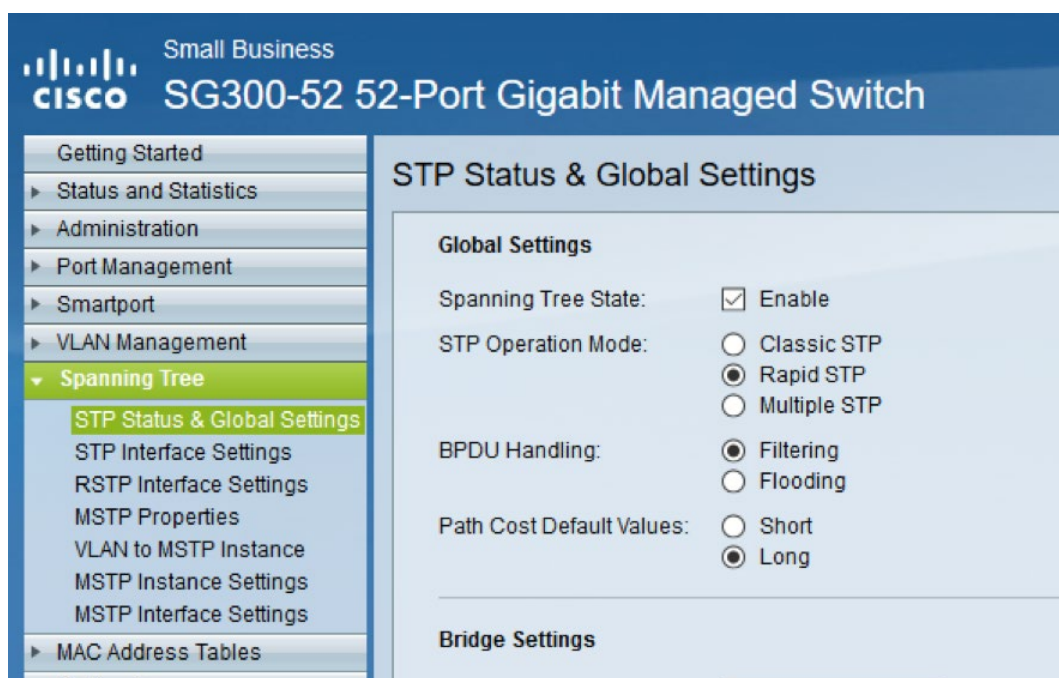 Small Business
CISCO SG300-52 52-Port Gigabit Managed Switch
Getting Started
Status and Statistics
Administration
Port Management
Smartport
VLAN Management
Spanning Tree
STP Status & Global Settings
STP Interface Settings
RSTP Interface Settings
MSTP Properties
VLAN to MSTP Instance
MSTP Instance Settings
MSTP Interface Settings
MAC Address Tables
STP Status & Global Settings
Global Settings
Spanning Tree State: Enable
STP Operation Mode: Classic STP
Rapid STP
Multiple STP
BPDU Handling: Filtering
Flooding
Path Cost Default Values: Short
Long
Bridge Settings